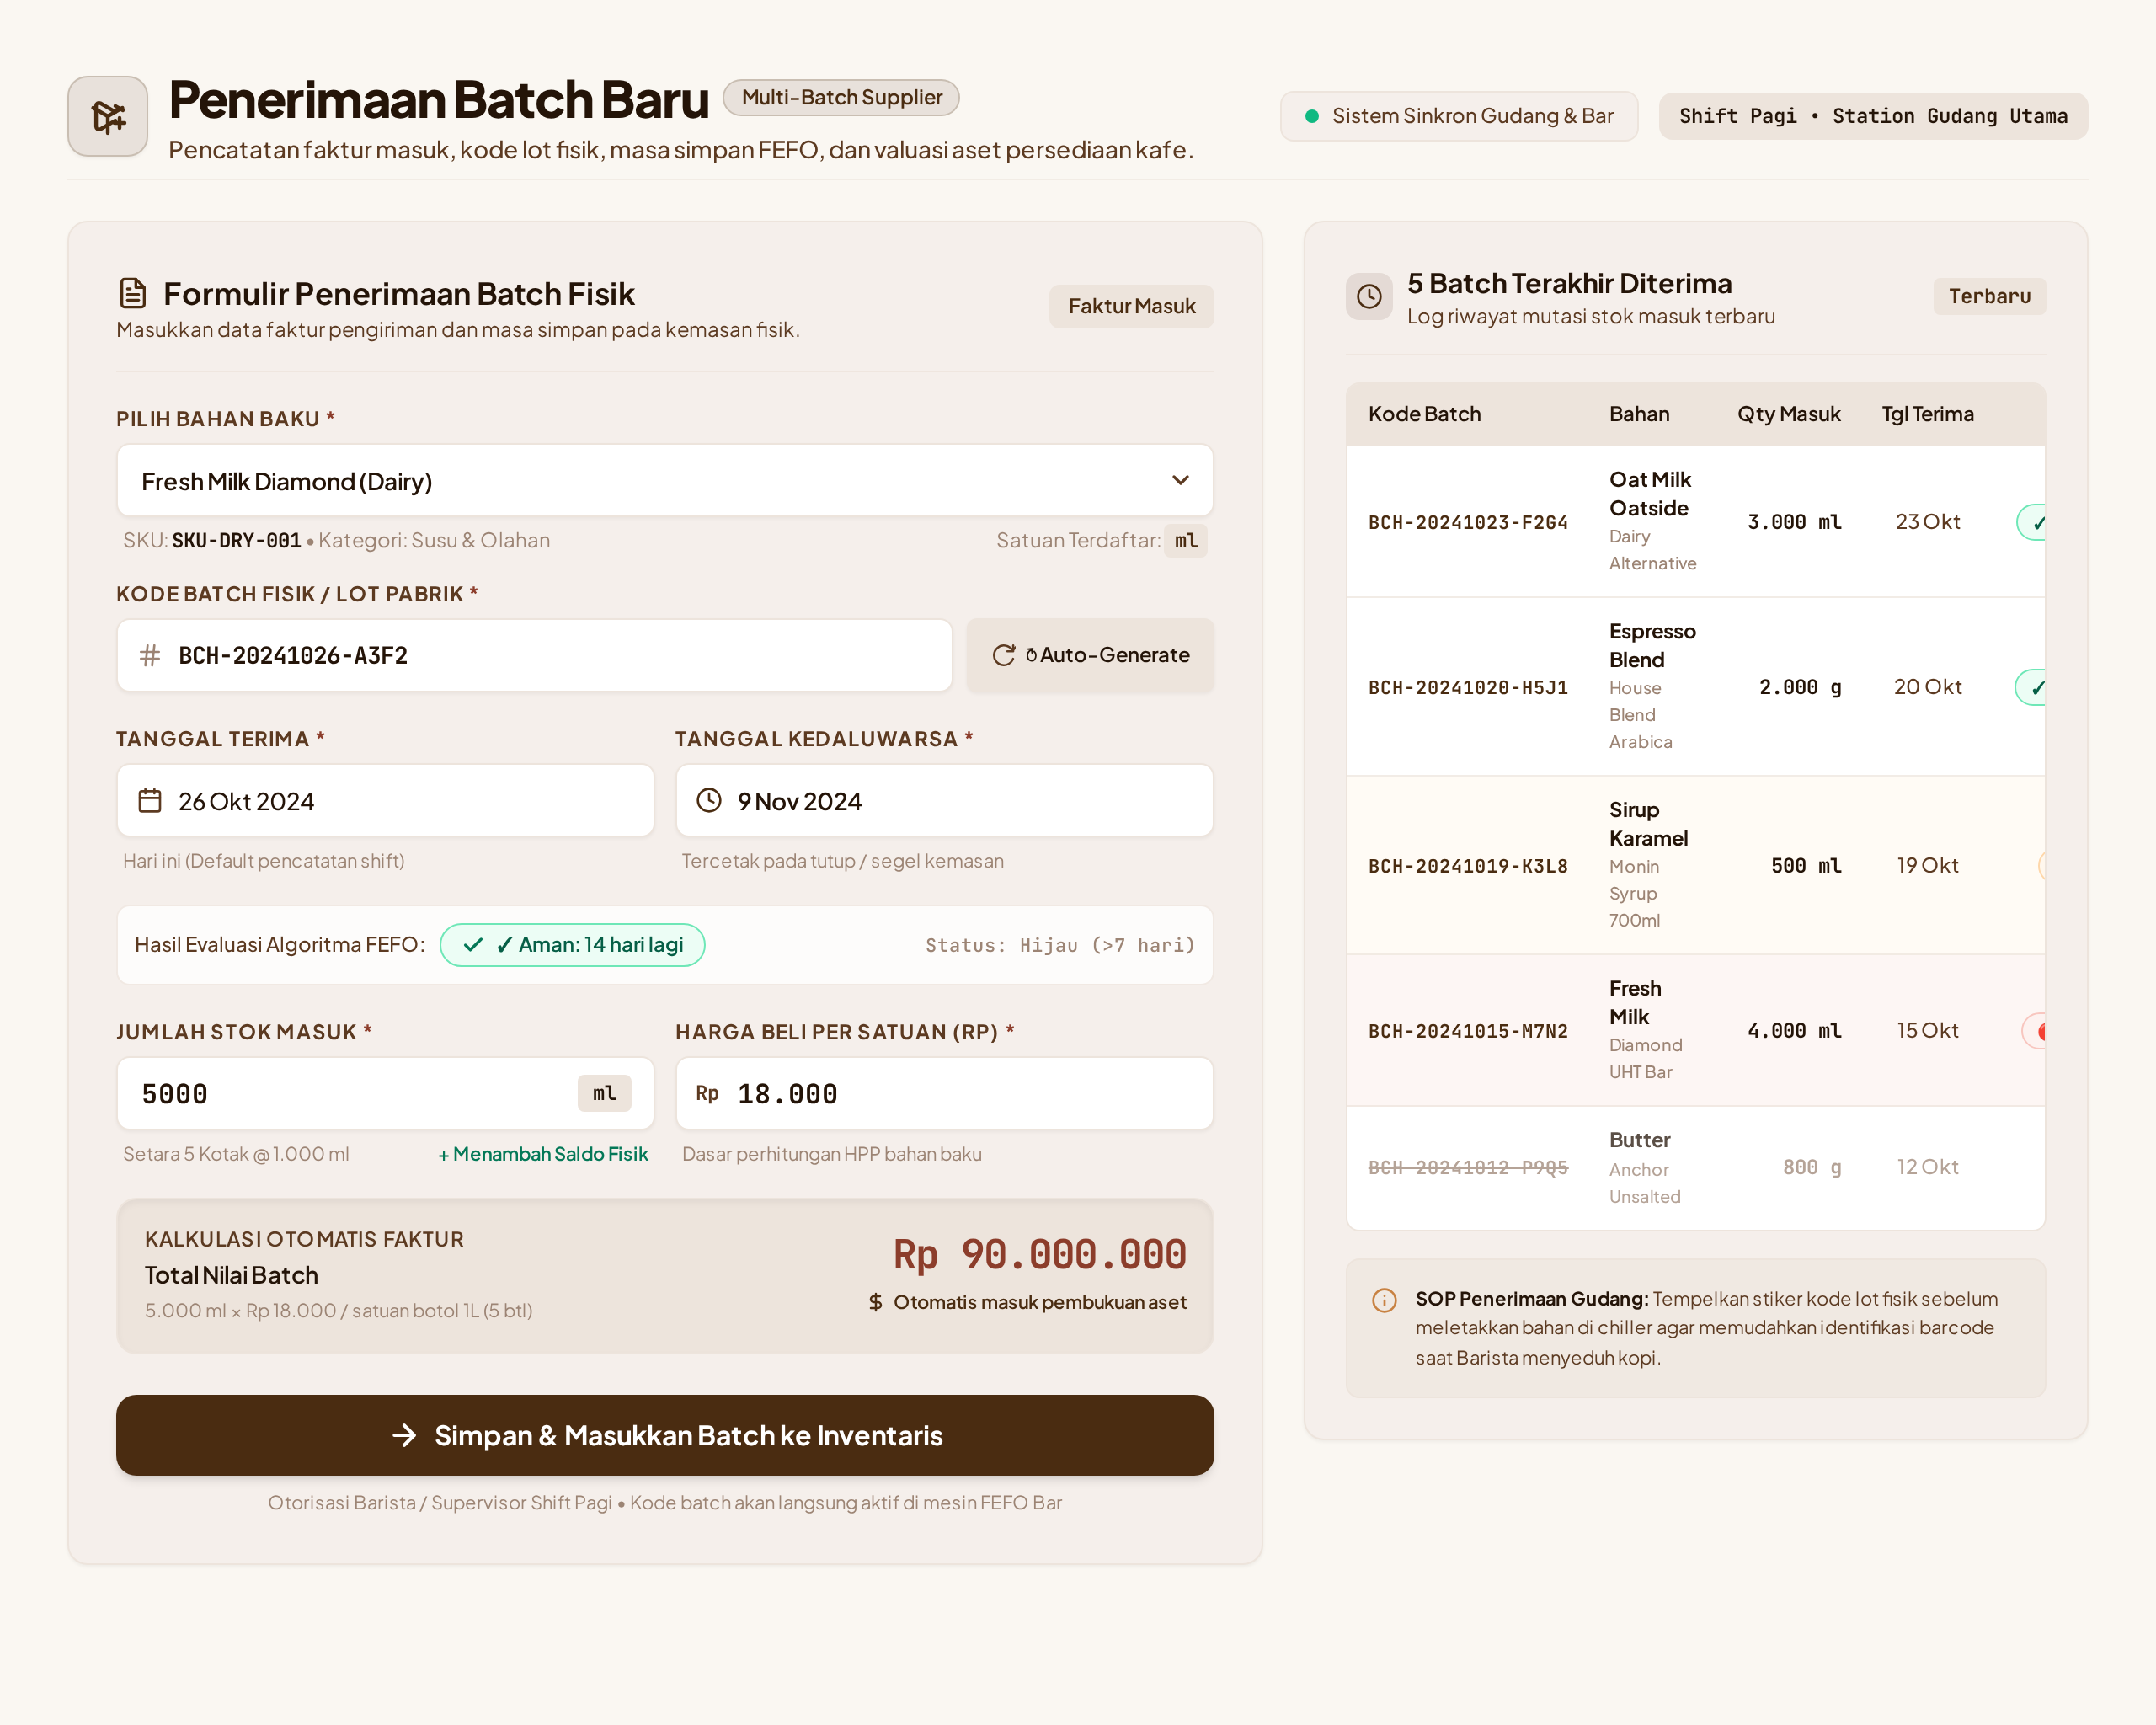 Penerimaan Batch Baru
Multi-Batch Supplier
Pencatatan faktur masuk, kode lot fisik, masa simpan FEFO, dan valuasi aset persediaan kafe.
Sistem Sinkron Gudang & Bar
Shift Pagi • Station Gudang Utama
Formulir Penerimaan Batch Fisik
Masukkan data faktur pengiriman dan masa simpan pada kemasan fisik.
Faktur Masuk
PILIH BAHAN BAKU *
Fresh Milk Diamond (Dairy)
SKU: SKU-DRY-001 • Kategori: Susu & Olahan
Satuan Terdaftar: ml
KODE BATCH FISIK / LOT PABRIK *
# BCH-20241026-A3F2
Auto-Generate
TANGGAL TERIMA *
26 Okt 2024
Hari ini (Default pencatatan shift)
TANGGAL KEDALUWARSA *
9 Nov 2024
Tercetak pada tutup / segel kemasan
Hasil Evaluasi Algoritma FEFO:
✓ Aman: 14 hari lagi
Status: Hijau (>7 hari)
JUMLAH STOK MASUK *
5000
ml
Setara 5 Kotak @ 1.000 ml
+ Menambah Saldo Fisik
HARGA BELI PER SATUAN (RP) *
Rp 18.000
Dasar perhitungan HPP bahan baku
KALKULASI OTOMATIS FAKTUR
Total Nilai Batch
5.000 ml × Rp 18.000 / satuan botol 1L (5 btl)
Rp 90.000.000
$ Otomatis masuk pembukuan aset
Simpan & Masukkan Batch ke Inventaris
Otorisasi Barista / Supervisor Shift Pagi • Kode batch akan langsung aktif di mesin FEFO Bar
5 Batch Terakhir Diterima
Log riwayat mutasi stok masuk terbaru
Terbaru
Kode Batch Bahan Qty Masuk Tgl Terima
BCH-20241023-F2G4
Oat Milk
Oatside
Dairy
Alternative
3.000 ml
23 Okt
✓
BCH-20241020-H5J1
Espresso
Blend
House
Blend
Arabica
2.000 g
20 Okt
✓
BCH-20241019-K3L8
Sirup
Karamel
Monin
Syrup
700ml
500 ml
19 Okt
BCH-20241015-M7N2
Fresh
Milk
Diamond
UHT Bar
4.000 ml
15 Okt
BCH-20241012-P9Q5
Butter
Anchor
Unsalted
800 g
12 Okt
SOP Penerimaan Gudang: Tempelkan stiker kode lot fisik sebelum
meletakkan bahan di chiller agar memudahkan identifikasi barcode
saat Barista menyeduh kopi.